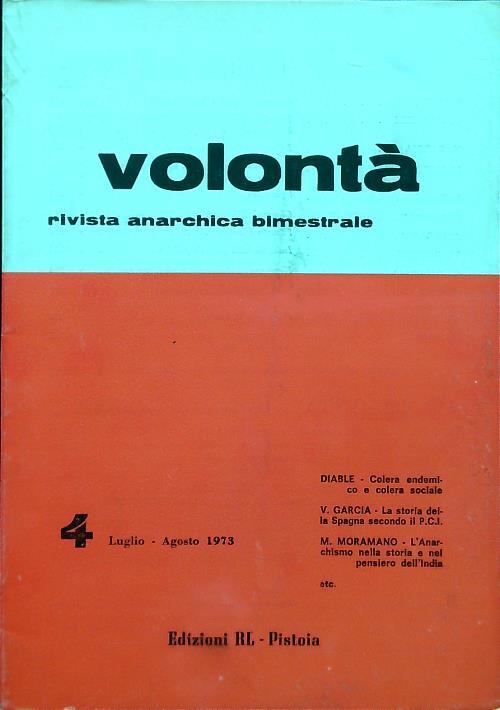 volontà
rivista anarchica bimestrale
DIABLE - Colera endemi-
co e colera sociale
V. GARCIA - La storia del-
la Spagna secondo il P.C.I.
M. MORAMANO - L'Anar-
chismo nella storia e nel
pensiero dell'India
etc.
4 Luglio - Agosto 1973
Edizioni RL - Pistoia